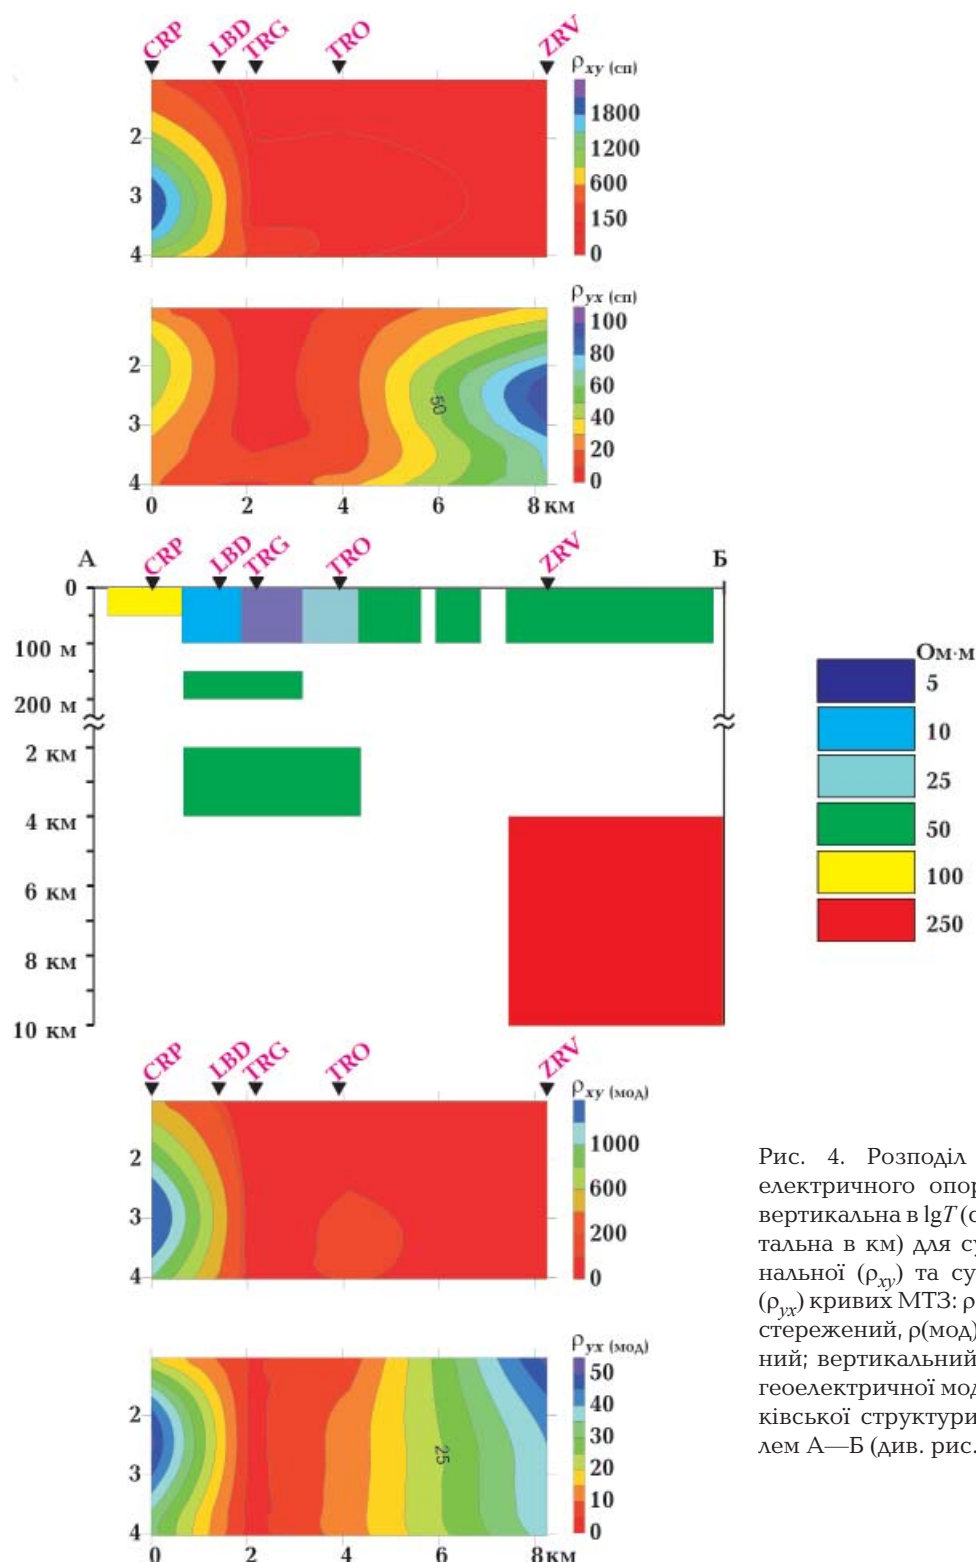 CRP LBD TRG TRO ZRV
ρxy (сп)
1800
1200
600
150
0
2
3
4
ρyx (сп)
100
80
60
40
20
0
2
3
4
50
0 2 4 6 8 км
А CRP LBD TRG TRO ZRV Б
0
100 м
200 м
2 км
4 км
6 км
8 км
10 км
Ом·м
5
10
25
50
100
250
CRP LBD TRG TRO ZRV
ρxy (мод)
1000
600
200
0
2
3
4
ρyx (мод)
50
40
30
20
10
0
2
3
4
25
0 2 4 6 8 км
Рис. 4. Розподіл
електричного опор
вертикальна в lgT (с
тальна в км) для су
нальної (ρxy) та су
(ρyx) кривих МТЗ: ρ
стережений, ρ(мод)
ний; вертикальний
геоелектричної мод
ківської структури
лем А—Б (див. рис.